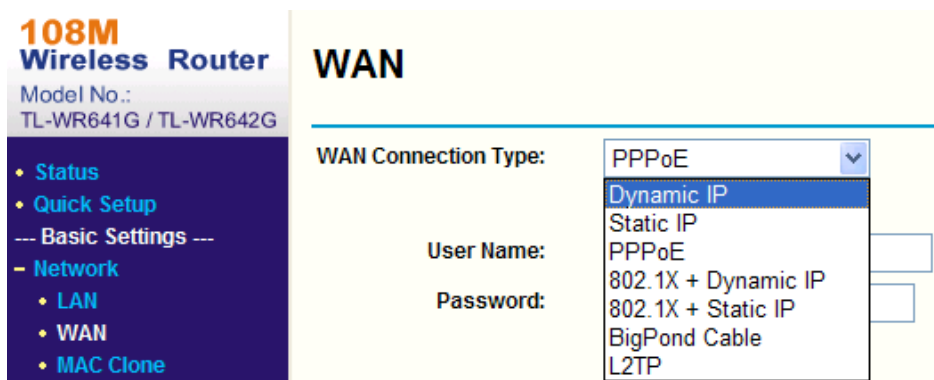 108M
Wireless Router
Model No.:
TL-WR641G / TL-WR642G
• Status
• Quick Setup
--- Basic Settings ---
– Network
• LAN
• WAN
• MAC Clone
WAN
WAN Connection Type: PPPoE
Dynamic IP
Static IP
User Name: PPPoE
802.1X + Dynamic IP
Password: 802.1X + Static IP
BigPond Cable
L2TP